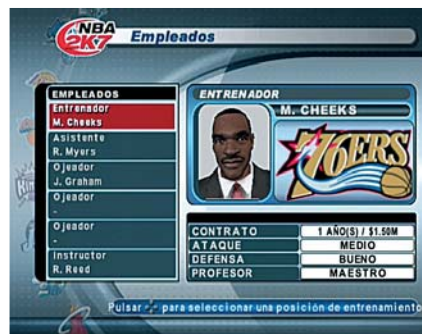 NBA
2K7
Empleados
EMPLEADOS
Entrenador
M. Cheeks
Asistente
R. Myers
Ojeador
J. Graham
Ojeador
-
Ojeador
-
Instructor
R. Reed
ENTRENADOR
M. CHEEKS
76ERS
CONTRATO 1 AÑO(S) / $1.50M
ATAQUE MEDIO
DEFENSA BUENO
PROFESOR MAESTRO
Pulsar para seleccionar una posición de entrenamiento